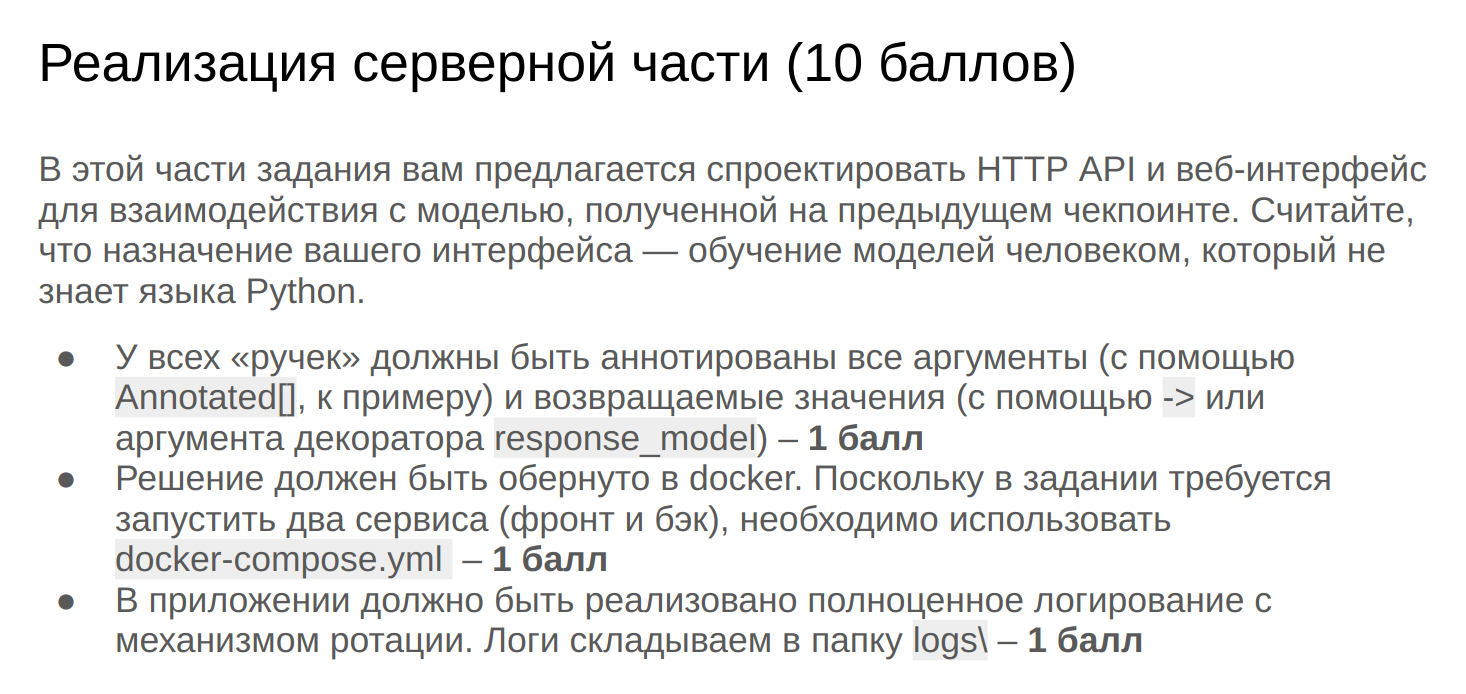 Реализация серверной части (10 баллов)
В этой части задания вам предлагается спроектировать HTTP API и веб-интерфейс
для взаимодействия с моделью, полученной на предыдущем чекпоинте. Считайте,
что назначение вашего интерфейса — обучение моделей человеком, который не
знает языка Python.
● У всех «ручек» должны быть аннотированы все аргументы (с помощью
Annotated[], к примеру) и возвращаемые значения (с помощью -> или
аргумента декоратора response_model) – 1 балл
● Решение должен быть обернуто в docker. Поскольку в задании требуется
запустить два сервиса (фронт и бэк), необходимо использовать
docker-compose.yml – 1 балл
● В приложении должно быть реализовано полноценное логирование с
механизмом ротации. Логи складываем в папку logs\ – 1 балл